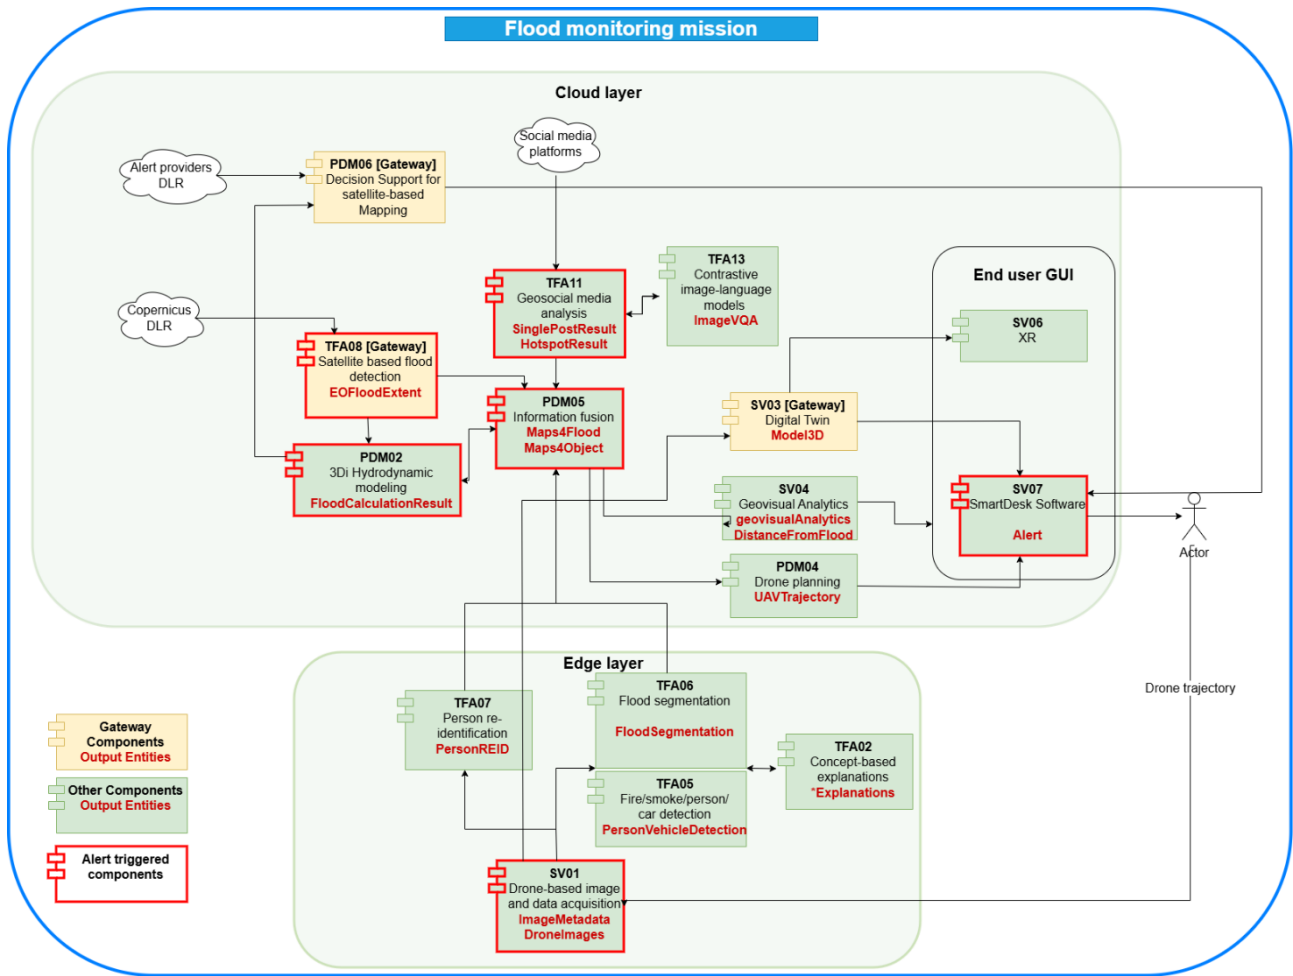 Flood monitoring mission
Cloud layer
Social media
platforms
Alert providers
DLR
PDM06 [Gateway]
Decision Support for
satellite-based
Mapping
TFA11
Geosocial media
analysis
SinglePostResult
HotspotResult
TFA13
Contrastive
image-language
models
ImageVQA
End user GUI
Copernicus
DLR
SV06
XR
TFA08 [Gateway]
Satellite based flood
detection
EOFloodExtent
PDM05
Information fusion
Maps4Flood
Maps4Object
SV03 [Gateway]
Digital Twin
Model3D
PDM02
3Di Hydrodynamic
modeling
FloodCalculationResult
SV04
Geovisual Analytics
geovisualAnalytics
DistanceFromFlood
SV07
SmartDesk Software
Alert
Actor
PDM04
Drone planning
UAVTrajectory
Edge layer
TFA07
Person re-
identification
PersonREID
TFA06
Flood segmentation
FloodSegmentation
Drone trajectory
TFA02
Concept-based
explanations
*Explanations
TFA05
Fire/smoke/person/
car detection
PersonVehicleDetection
SV01
Drone-based image
and data acquisition
ImageMetadata
DroneImages
Gateway
Components
Output Entities
Other Components
Output Entities
Alert triggered
components